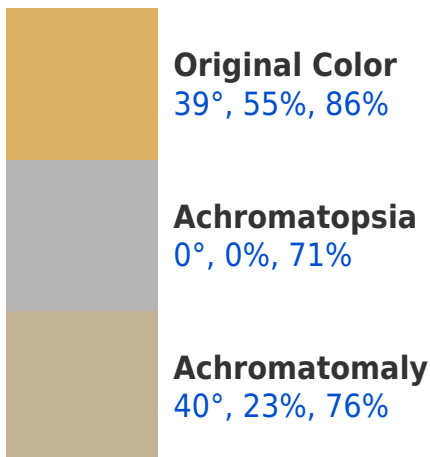 Original Color
39°, 55%, 86%
Achromatopsia
0°, 0%, 71%
Achromatomaly
40°, 23%, 76%